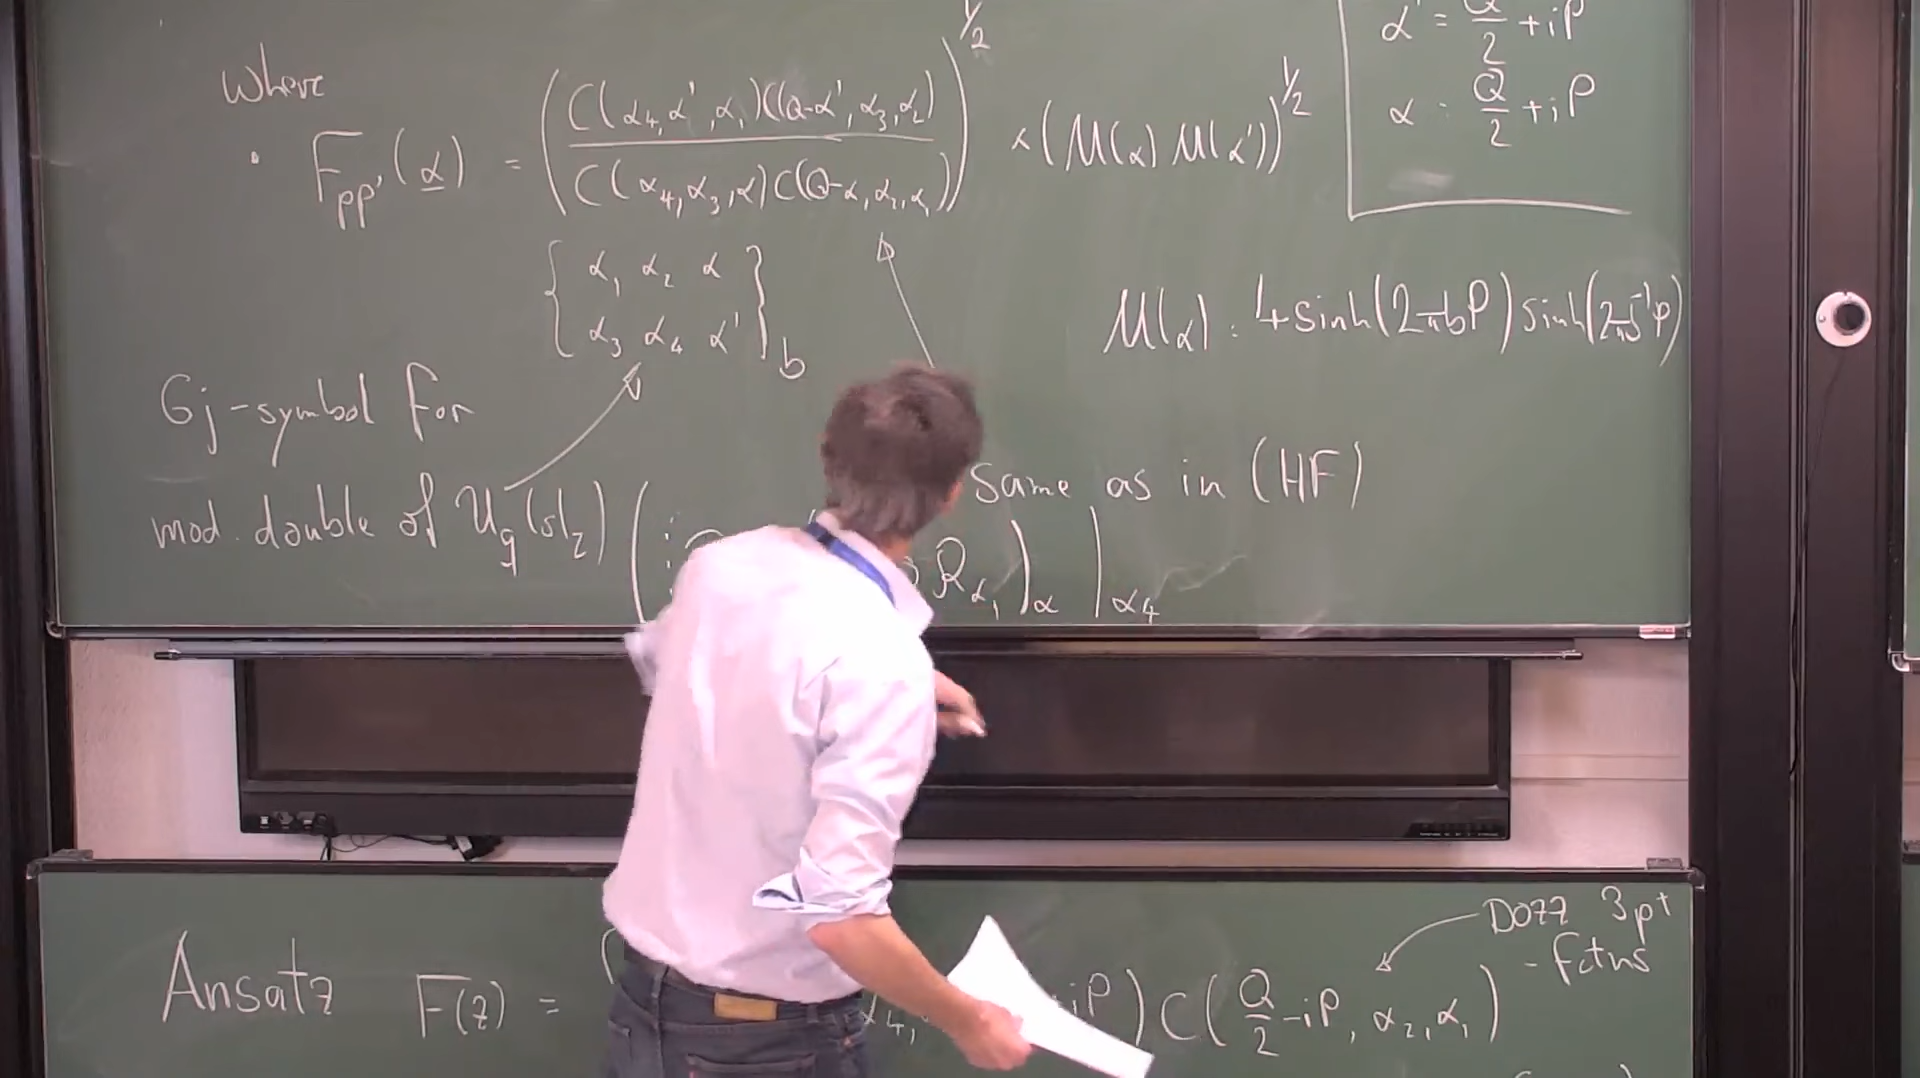 α' = Q/2 + iP
α : Q/2 + iP
Where
· F_{PP'}(α) = ( C(α₄, α', α₁) C(Q-α', α₃, α₂) / C(α₄, α₃, α) C(Q-α, α₂, α₁) )^{1/2} × (M(α) M(α'))^{1/2}
{ α₁ α₂ α
α₃ α₄ α' }_b
M(α) : 4 sinh(2πbP) sinh(2πb⁻¹P)
6j-symbol for
mod. double of U_q(sl₂)
same as in (HF)
R_{α₁})_α |_{α₄}
DOZZ 3pt
- fctns
Ansatz F(z) = α₄, iP) C(Q/2 - iP, α₂, α₁)